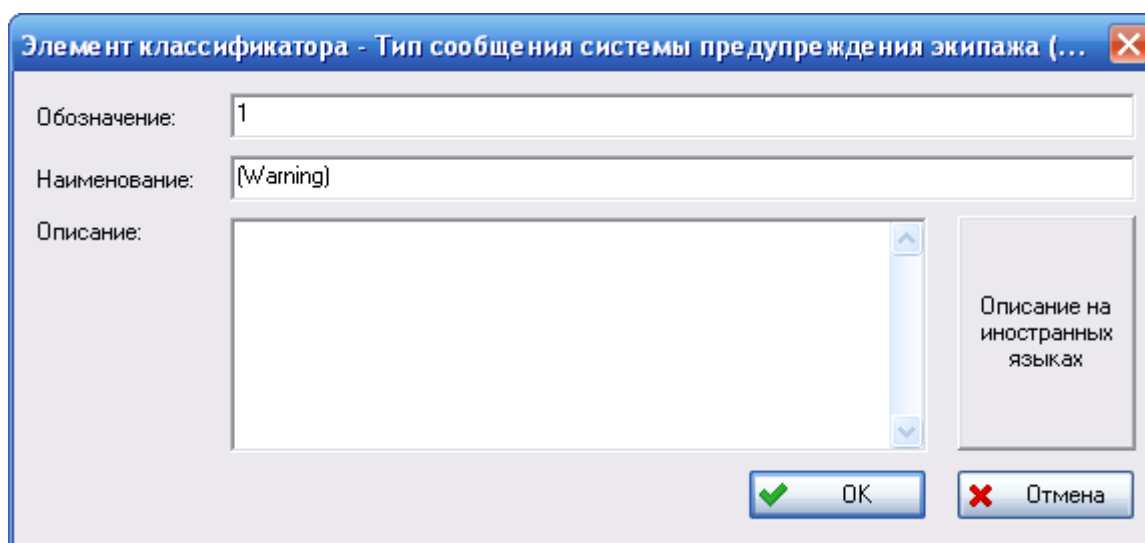 Элемент классификатора - Тип сообщения системы предупреждения экипажа (...
Обозначение: 1
Наименование: (Warning)
Описание:
Описание на
иностранных
языках
OK
Отмена